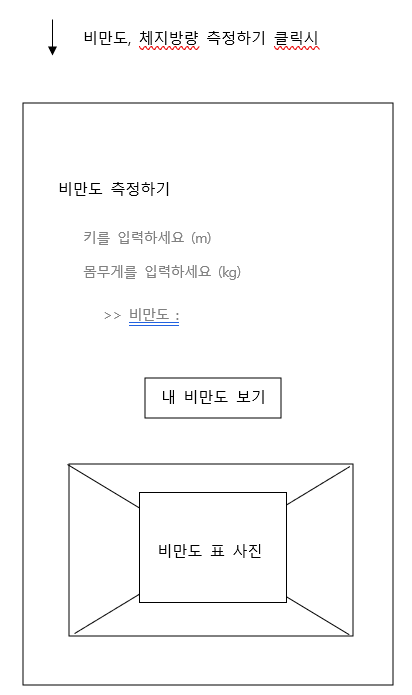 비만도, 체지방량 측정하기 클릭시
비만도 측정하기
키를 입력하세요 (m)
몸무게를 입력하세요 (kg)
>> 비만도 :
내 비만도 보기
비만도 표 사진